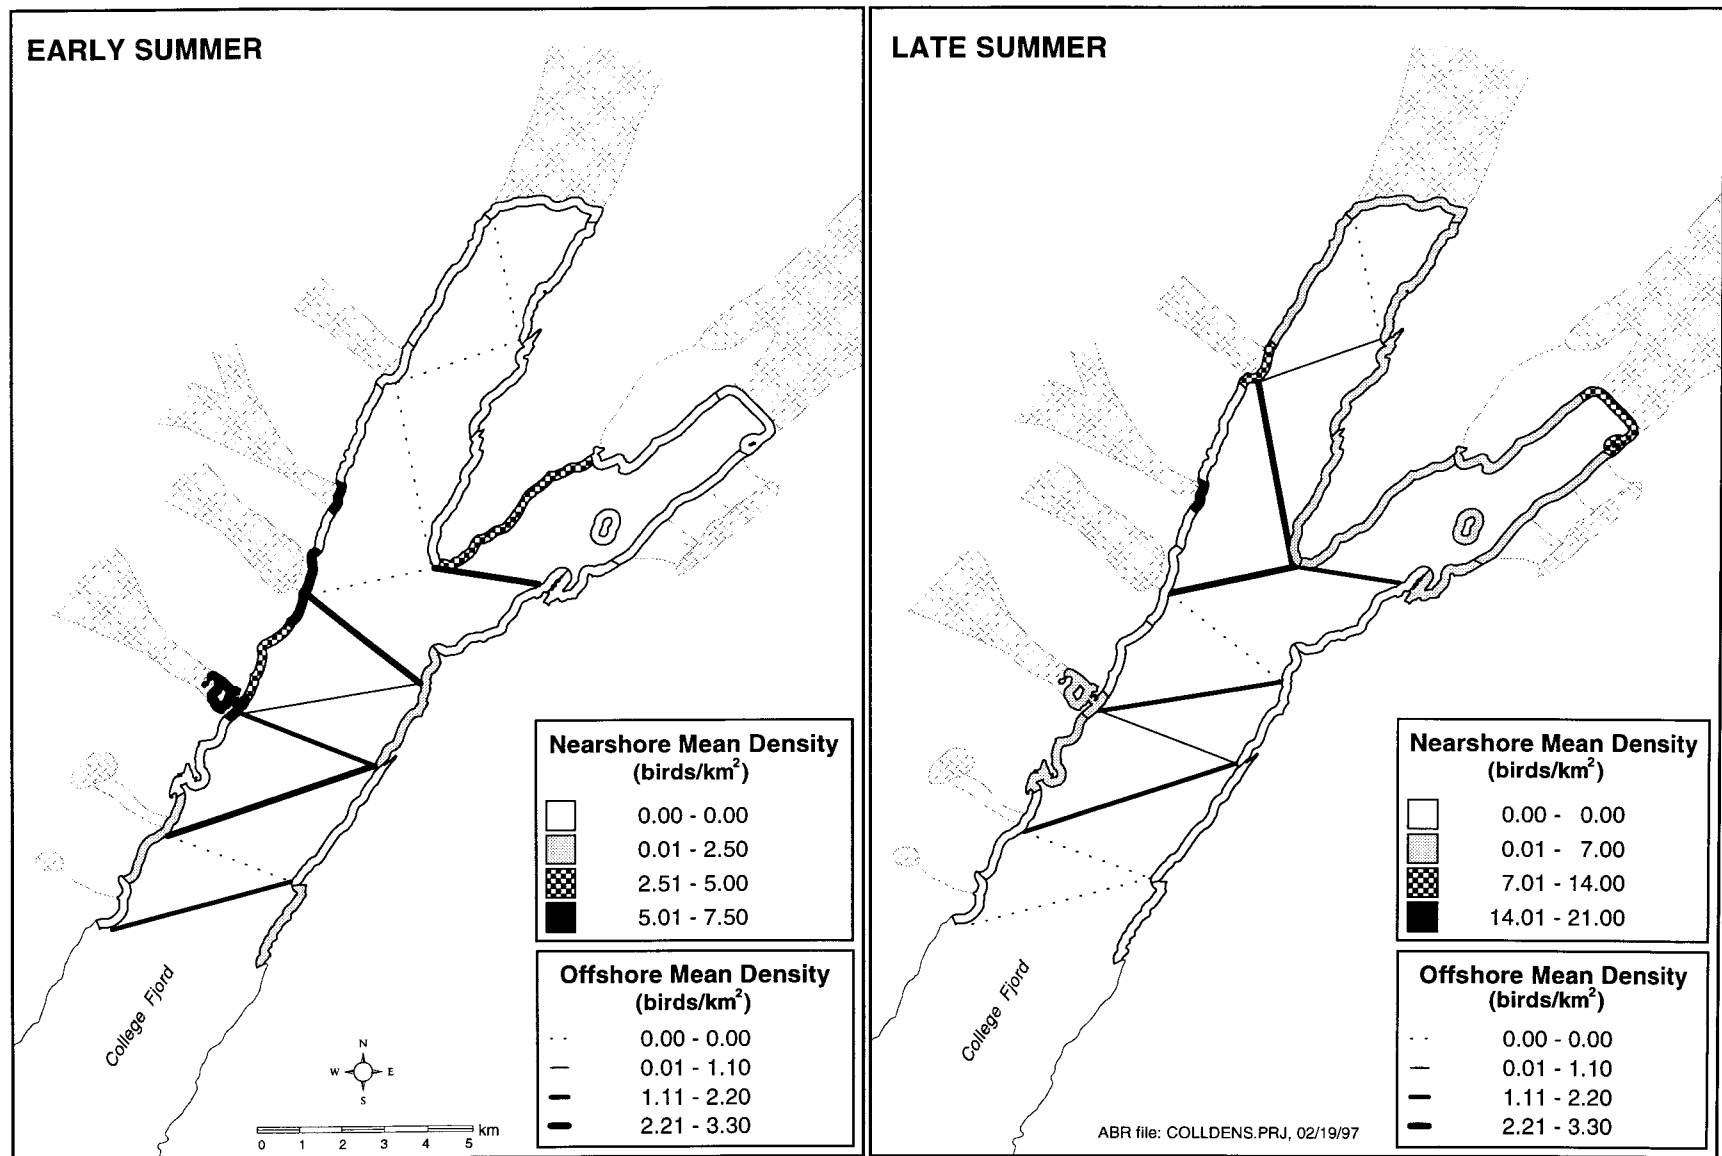 EARLY SUMMER
Nearshore Mean Density
(birds/km²)
0.00 - 0.00
0.01 - 2.50
2.51 - 5.00
5.01 - 7.50
Offshore Mean Density
(birds/km²)
0.00 - 0.00
0.01 - 1.10
1.11 - 2.20
2.21 - 3.30
College Fjord
N
W E
S
0 1 2 3 4 5 km
LATE SUMMER
Nearshore Mean Density
(birds/km²)
0.00 - 0.00
0.01 - 7.00
7.01 - 14.00
14.01 - 21.00
Offshore Mean Density
(birds/km²)
0.00 - 0.00
0.01 - 1.10
1.11 - 2.20
2.21 - 3.30
College Fjord
ABR file: COLLDENS.PRJ, 02/19/97